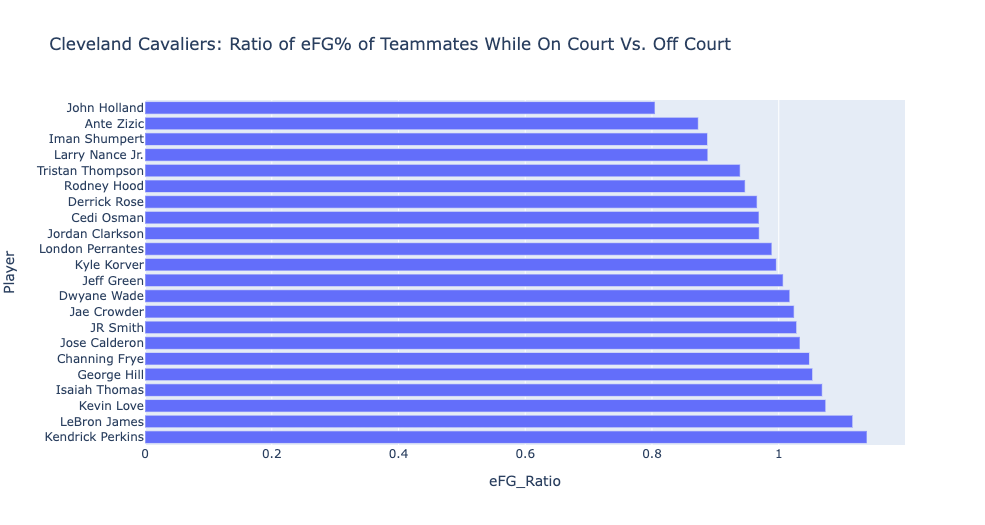 Cleveland Cavaliers: Ratio of eFG% of Teammates While On Court Vs. Off Court
Player
John Holland
Ante Zizic
Iman Shumpert
Larry Nance Jr.
Tristan Thompson
Rodney Hood
Derrick Rose
Cedi Osman
Jordan Clarkson
London Perrantes
Kyle Korver
Jeff Green
Dwyane Wade
Jae Crowder
JR Smith
Jose Calderon
Channing Frye
George Hill
Isaiah Thomas
Kevin Love
LeBron James
Kendrick Perkins
0 0.2 0.4 0.6 0.8 1
eFG_Ratio